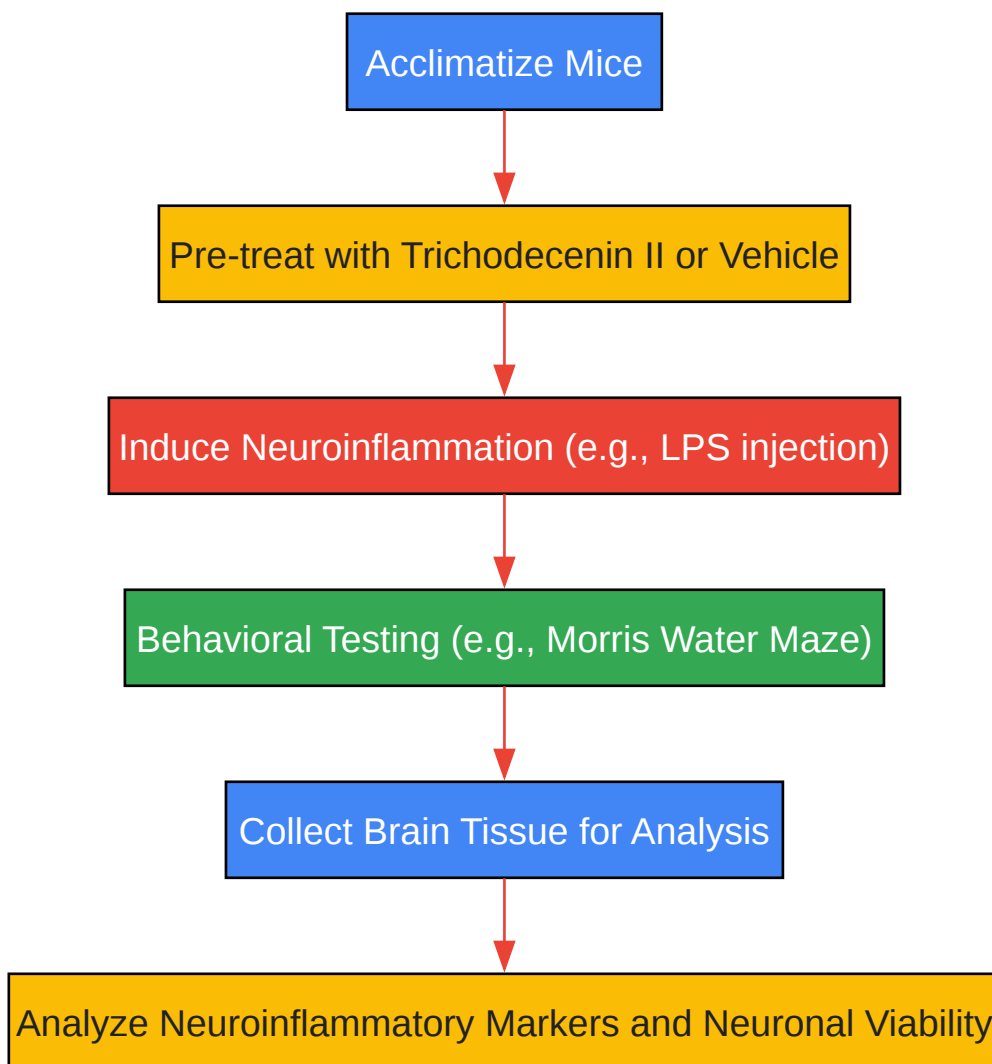 Acclimatize Mice
Pre-treat with Trichodecenin II or Vehicle
Induce Neuroinflammation (e.g., LPS injection)
Behavioral Testing (e.g., Morris Water Maze)
Collect Brain Tissue for Analysis
Analyze Neuroinflammatory Markers and Neuronal Viability